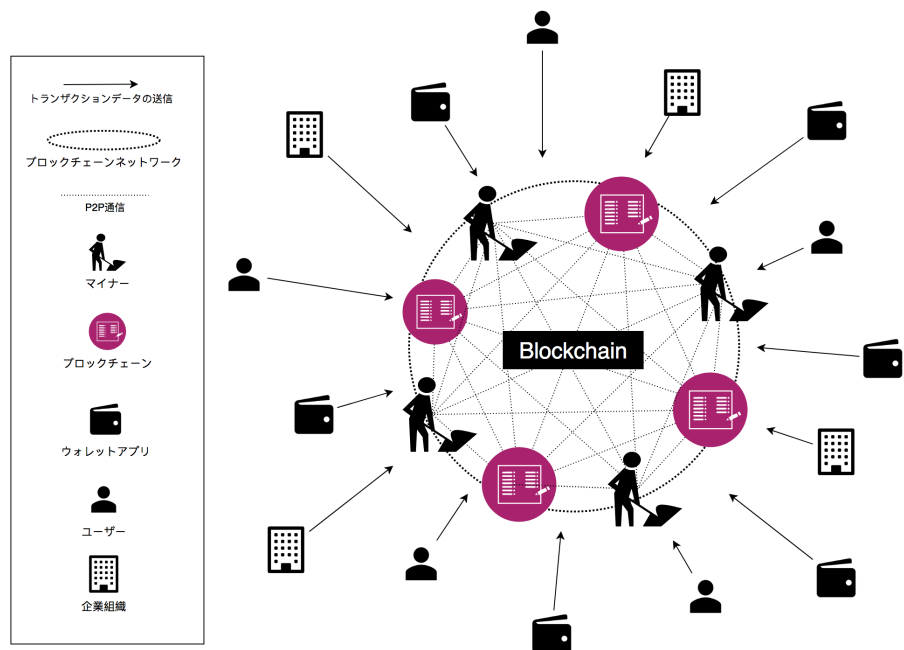 トランザクションデータの送信
ブロックチェーンネットワーク
P2P通信
マイナー
ブロックチェーン
ウォレットアプリ
ユーザー
企業組織
Blockchain